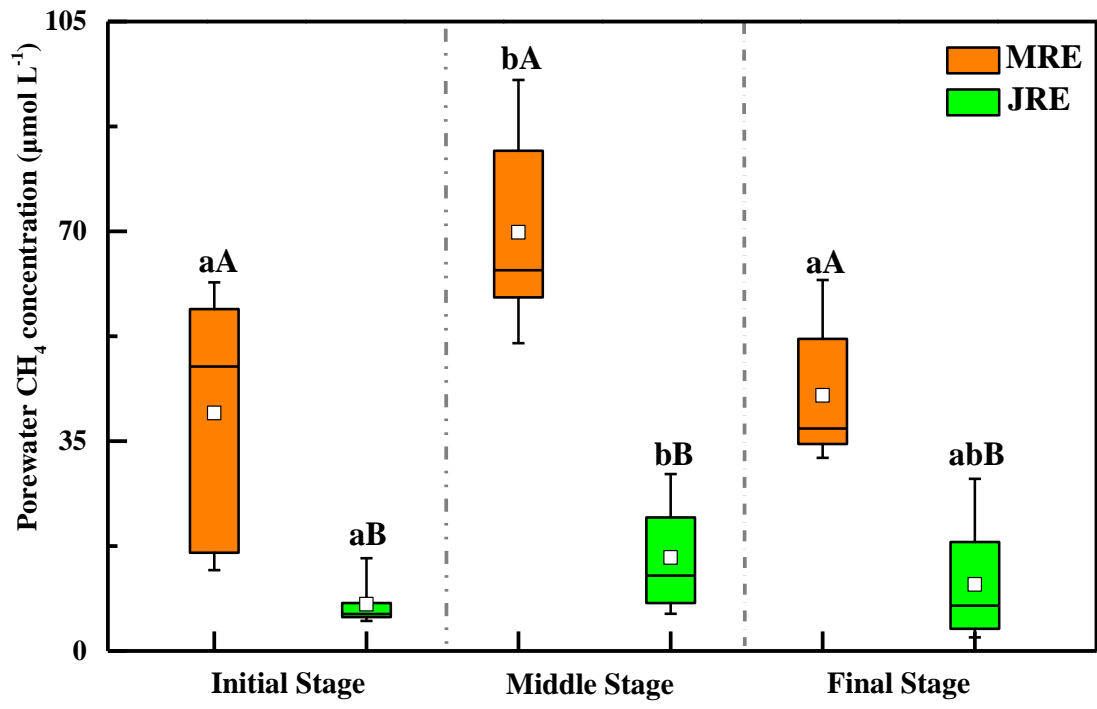 105
70
35
0
Porewater CH₄ concentration (μmol L⁻¹)
MRE
JRE
aA
aB
bA
bB
aA
abB
Initial Stage
Middle Stage
Final Stage